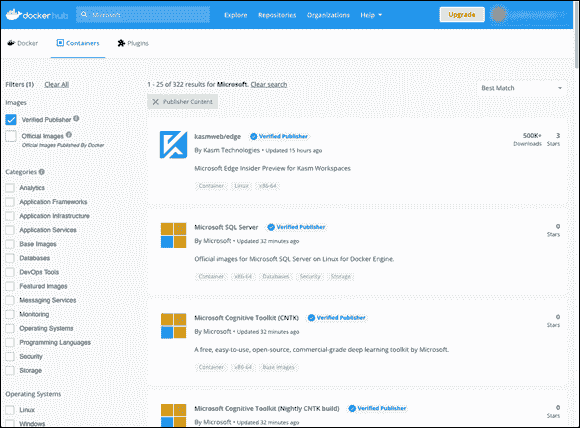 dockerhub
Microsoft
Explore Repositories Organizations Help
Upgrade
Docker Containers Plugins
Filters (1) Clear All
1 - 25 of 322 results for Microsoft. Clear search
Best Match
Publisher Content
Images
Verified Publisher
Official Images
Official Images Published By Docker
Categories
Analytics
Application Frameworks
Application Infrastructure
Application Services
Base Images
Databases
DevOps Tools
Featured Images
Messaging Services
Monitoring
Operating Systems
Programming Languages
Security
Storage
Operating Systems
Linux
Windows
kasmweb/edge Verified Publisher
By Kasm Technologies • Updated 15 hours ago
Microsoft Edge Insider Preview for Kasm Workspaces
Container Linux x86-64
500K+ 3
Downloads Stars
Microsoft SQL Server Verified Publisher
By Microsoft • Updated 32 minutes ago
Official images for Microsoft SQL Server on Linux for Docker Engine.
Container x86-64 Databases Security Storage
0
Stars
Microsoft Cognitive Toolkit (CNTK) Verified Publisher
By Microsoft • Updated 32 minutes ago
A free, easy-to-use, open-source, commercial-grade deep learning toolkit by Microsoft.
Container x86-64 Base Images
0
Stars
Microsoft Cognitive Toolkit (Nightly CNTK build) Verified Publisher
By Microsoft • Updated 32 minutes ago
0
Stars